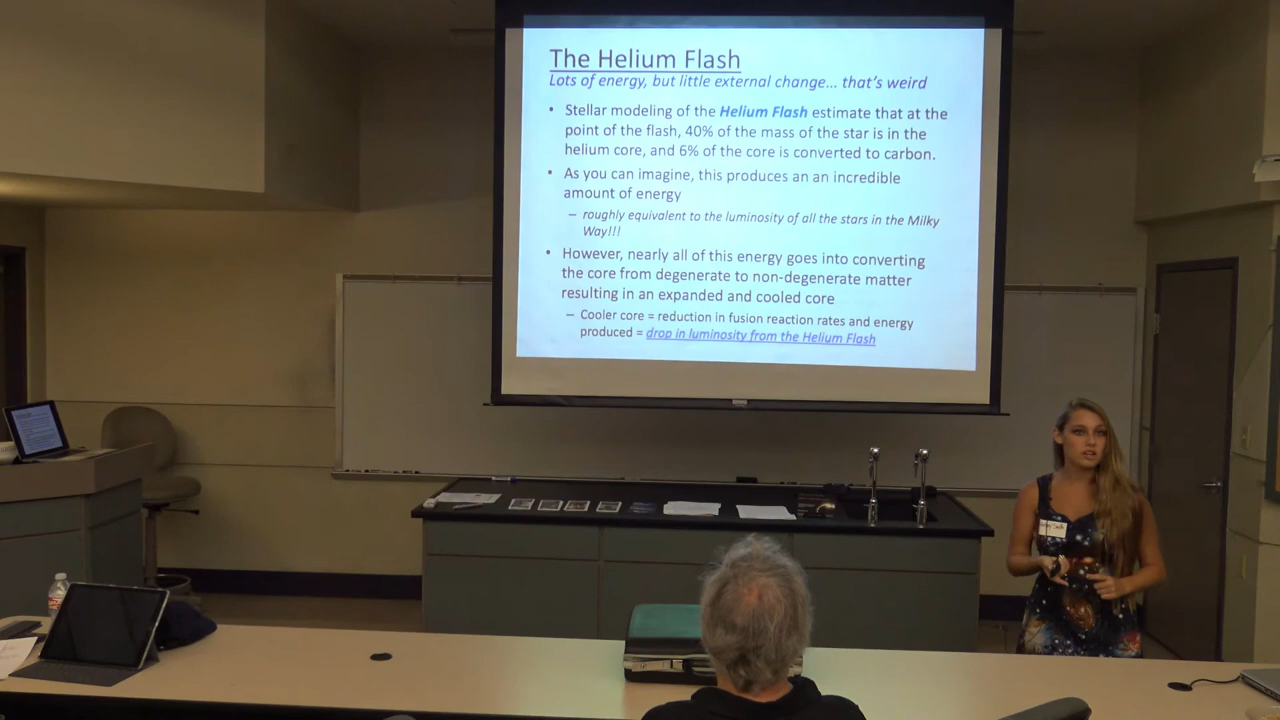 The Helium Flash
Lots of energy, but little external change... that's weird
• Stellar modeling of the Helium Flash estimate that at the
point of the flash, 40% of the mass of the star is in the
helium core, and 6% of the core is converted to carbon.
• As you can imagine, this produces an an incredible
amount of energy
– roughly equivalent to the luminosity of all the stars in the Milky
Way!!!
• However, nearly all of this energy goes into converting
the core from degenerate to non-degenerate matter
resulting in an expanded and cooled core
– Cooler core = reduction in fusion reaction rates and energy
produced = drop in luminosity from the Helium Flash